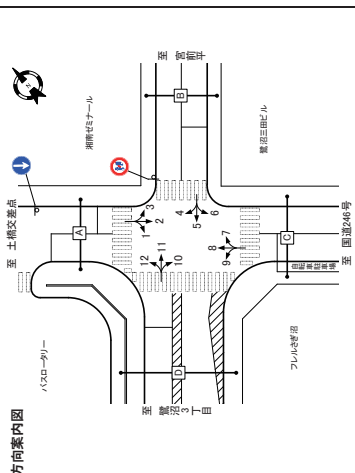 方向案内図
至 土橋交差点
湘南ゼミナール
至 宮前平
バスロータリー
A
B
1
2
3
4
5
6
12
11
10
7
8
9
鷺沼三田ビル
D
C
至 鷺沼3丁目
フレルさぎ沼
自転車駐車場
至 国道246号